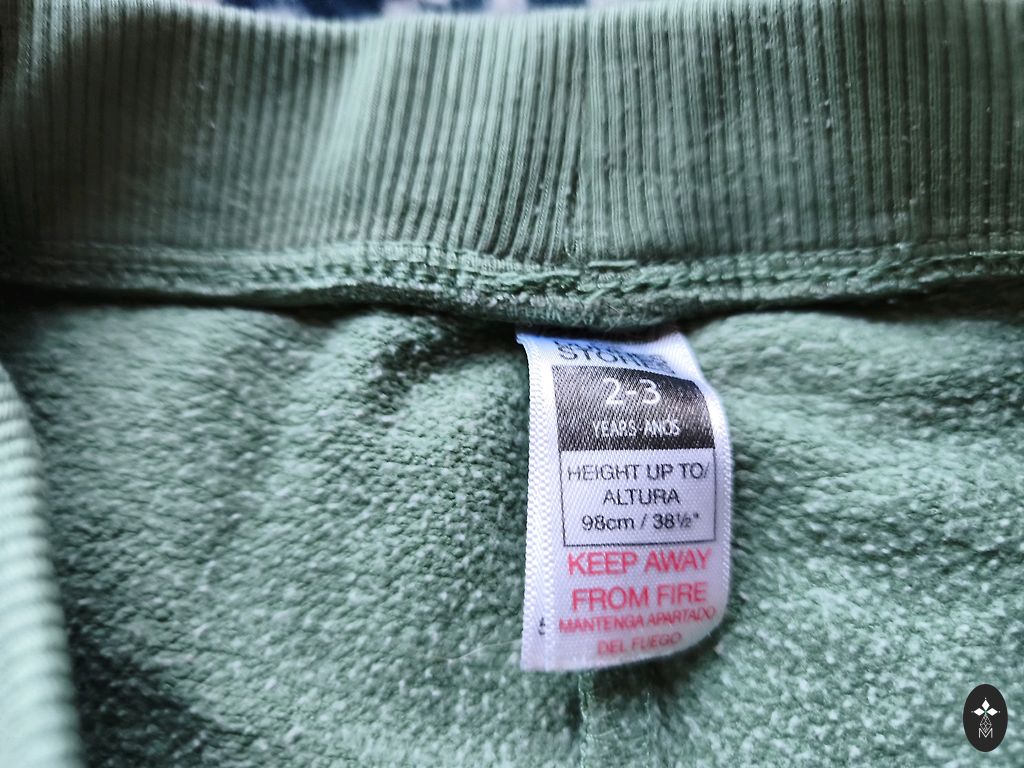 2-3
YEARS-AÑOS
HEIGHT UP TO/
ALTURA
98cm / 38½"
KEEP AWAY
FROM FIRE
MANTENGA APARTADO
DEL FUEGO
M